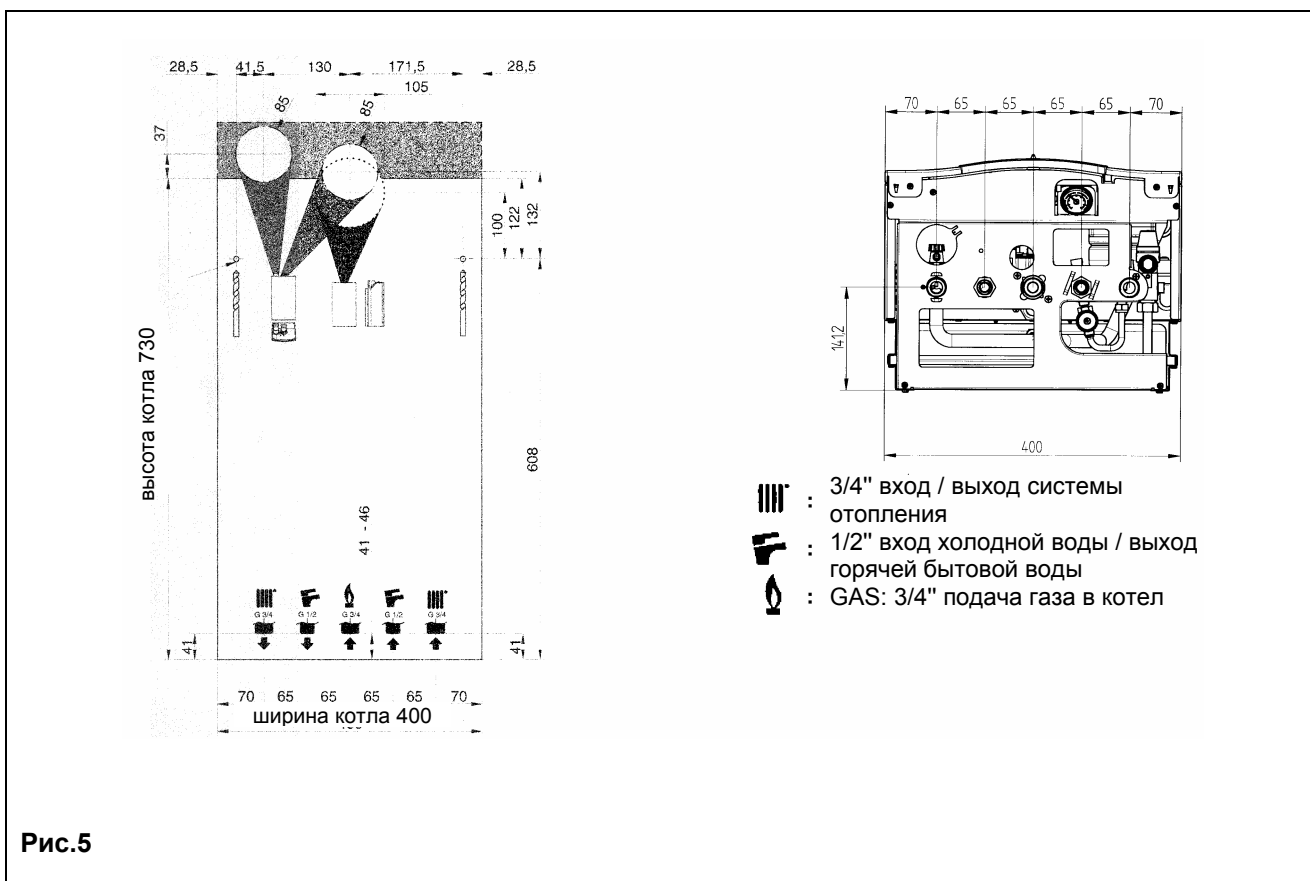 28,5 41,5 130 171,5 28,5
105
85
85
37
100
122
132
высота котла 730
608
41 - 46
G 3/4 G 1/2 G 3/4 G 1/2 G 3/4
41
41
70 65 65 65 65 70
ширина котла 400
70 65 65 65 65 70
1412
400
: 3/4" вход / выход системы
отопления
: 1/2" вход холодной воды / выход
горячей бытовой воды
: GAS: 3/4" подача газа в котел
Рис.5